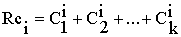 Rc_i = C_1^i + C_2^i + ... + C_k^i